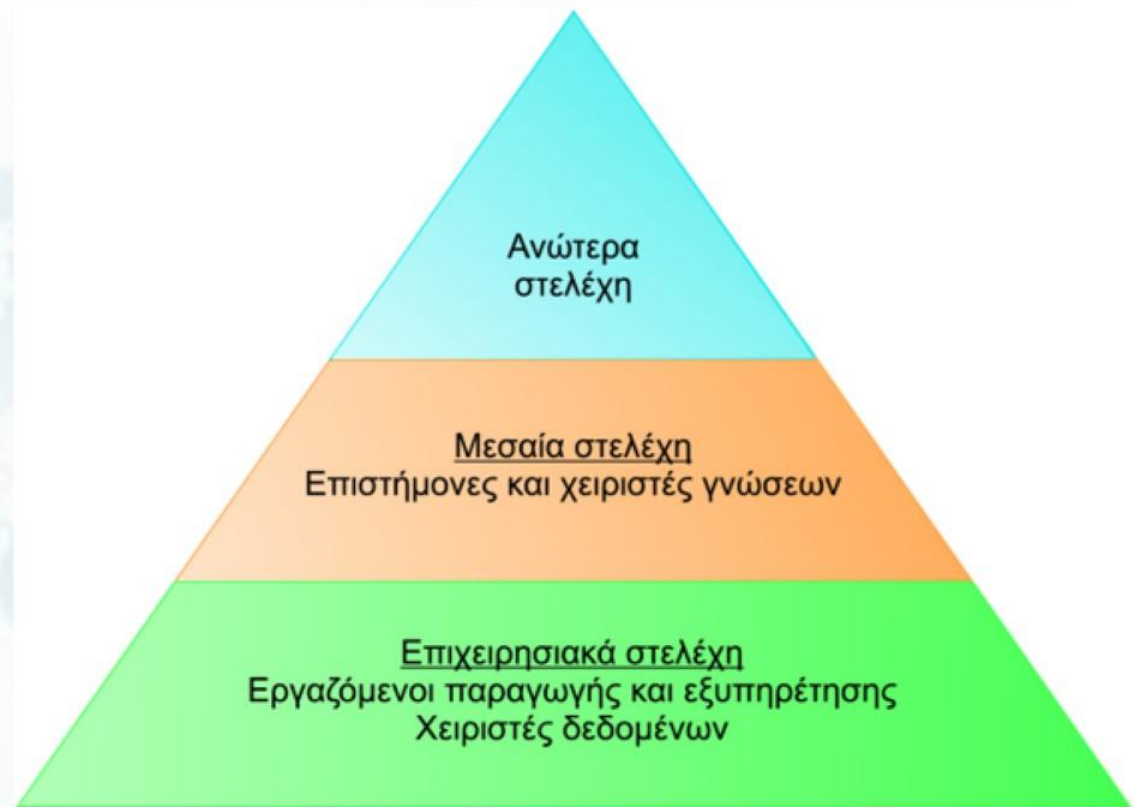 Ανώτερα
στελέχη
Μεσαία στελέχη
Επιστήμονες και χειριστές γνώσεων
Επιχειρησιακά στελέχη
Εργαζόμενοι παραγωγής και εξυπηρέτησης
Χειριστές δεδομένων